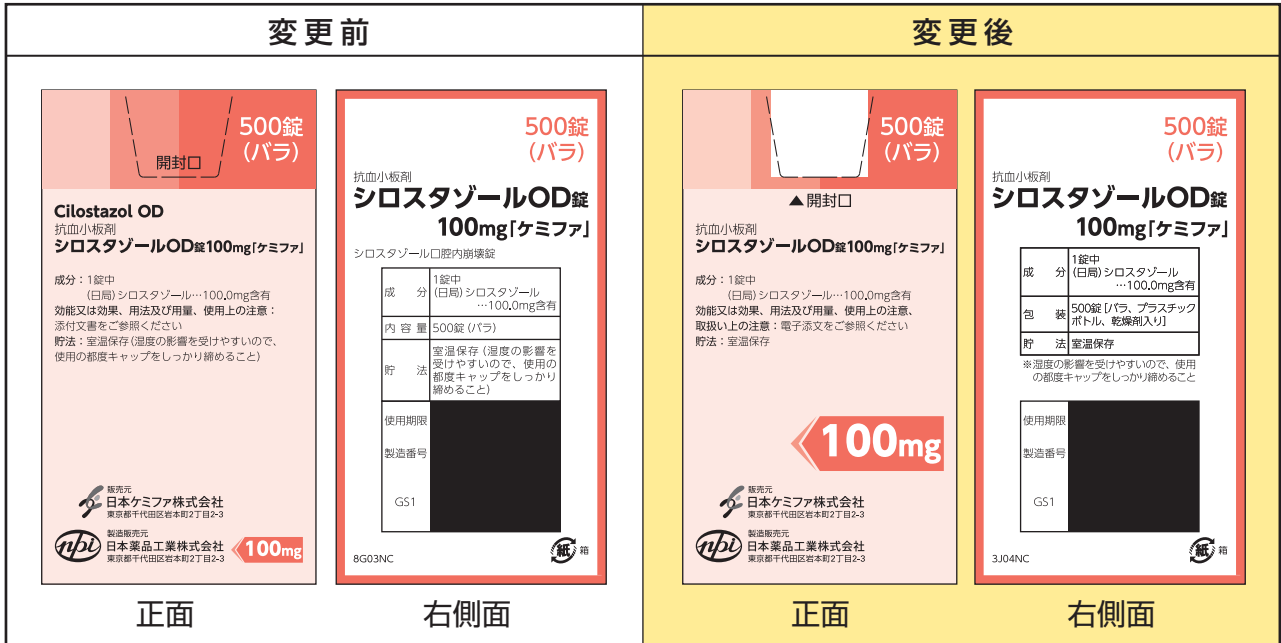 変更前
500錠
(バラ)
開封口
Cilostazol OD
抗血小板剤
シロスタゾールOD錠100mg「ケミファ」
成分：1錠中
(日局)シロスタゾール…100.0mg含有
効能又は効果、用法及び用量、使用上の注意：
添付文書をご参照ください
貯法：室温保存(湿度の影響を受けやすいので、
使用の都度キャップをしっかり締めること)
販売元
日本ケミファ株式会社
東京都千代田区岩本町2丁目2-3
npi
製造販売元
日本薬品工業株式会社
東京都千代田区岩本町2丁目2-3
100mg
正面
500錠
(バラ)
抗血小板剤
シロスタゾールOD錠
100mg「ケミファ」
シロスタゾール口腔内崩壊錠
成分
1錠中
(日局)シロスタゾール
…100.0mg含有
内容量 500錠(バラ)
貯法
室温保存(湿度の影響を
受けやすいので、使用の
都度キャップをしっかり
締めること)
使用期限
製造番号
GS1
8G03NC
紙 箱
右側面
変更後
500錠
(バラ)
▲開封口
抗血小板剤
シロスタゾールOD錠100mg「ケミファ」
成分：1錠中
(日局)シロスタゾール…100.0mg含有
効能又は効果、用法及び用量、使用上の注意、
取扱い上の注意：電子添文をご参照ください
貯法：室温保存
100mg
販売元
日本ケミファ株式会社
東京都千代田区岩本町2丁目2-3
npi
製造販売元
日本薬品工業株式会社
東京都千代田区岩本町2丁目2-3
正面
500錠
(バラ)
抗血小板剤
シロスタゾールOD錠
100mg「ケミファ」
成分
1錠中
(日局)シロスタゾール
…100.0mg含有
包装
500錠[バラ、プラスチック
ボトル、乾燥剤入り]
貯法 室温保存
※湿度の影響を受けやすいので、使用
の都度キャップをしっかり締めること
使用期限
製造番号
GS1
3J04NC
紙 箱
右側面